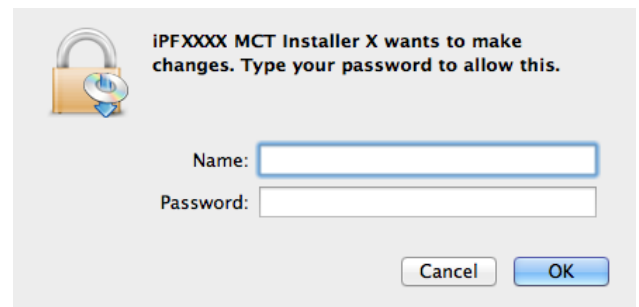 iPFXXXX MCT Installer X wants to make
changes. Type your password to allow this.
Name:
Password:
Cancel OK